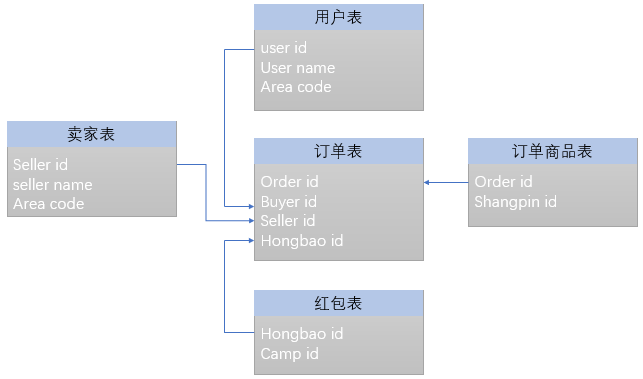 用户表
user id
User name
Area code
卖家表
Seller id
seller name
Area code
订单表
Order id
Buyer id
Seller id
Hongbao id
订单商品表
Order id
Shangpin id
红包表
Hongbao id
Camp id